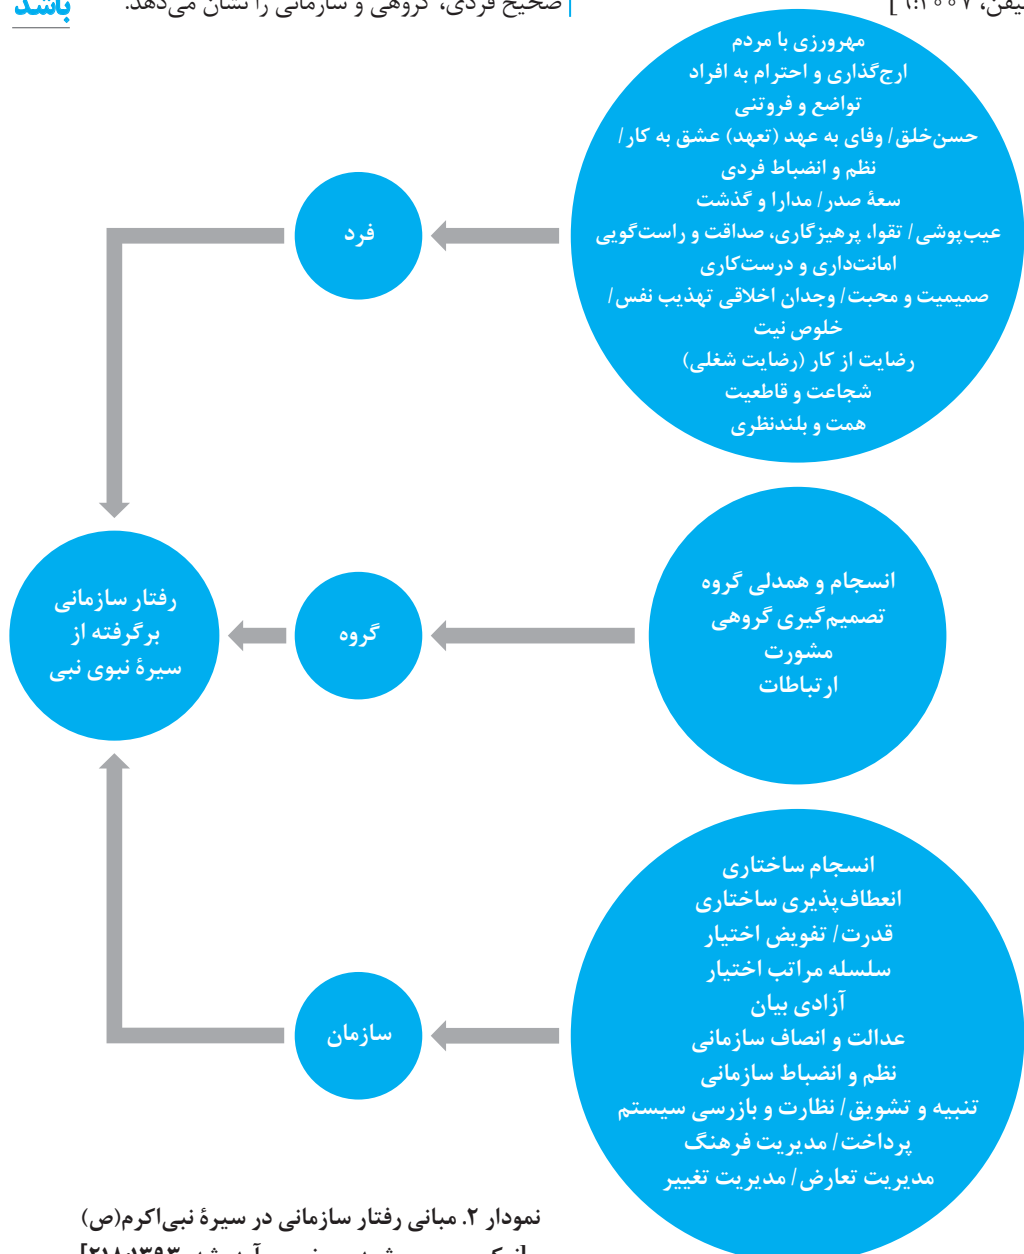 صحیح فردی، گروهی و سازمانی را نشان می‌دهد.
باشد
مهرورزی با مردم
ارج‌گذاری و احترام به افراد
تواضع و فروتنی
حسن‌خلق/ وفای به عهد (تعهد) عشق به کار/
نظم و انضباط فردی
سعهٔ صدر/ مدارا و گذشت
عیب‌پوشی/ تقوا، پرهیزگاری، صداقت و راست‌گویی
امانت‌داری و درست‌کاری
صمیمیت و محبت/ وجدان اخلاقی تهذیب نفس/
خلوص نیت
رضایت از کار (رضایت شغلی)
شجاعت و قاطعیت
همت و بلندنظری
فرد
انسجام و همدلی گروه
تصمیم‌گیری گروهی
مشورت
ارتباطات
گروه
رفتار سازمانی
برگرفته از
سیرهٔ نبوی نبی
انسجام ساختاری
انعطاف‌پذیری ساختاری
قدرت/ تفویض اختیار
سلسله مراتب اختیار
آزادی بیان
عدالت و انصاف سازمانی
نظم و انضباط سازمانی
تنبیه و تشویق/ نظارت و بازرسی سیستم
پرداخت/ مدیریت فرهنگ
مدیریت تعارض/ مدیریت تغییر
سازمان
نمودار ۲. مبانی رفتار سازمانی در سیرهٔ نبی‌اکرم(ص)